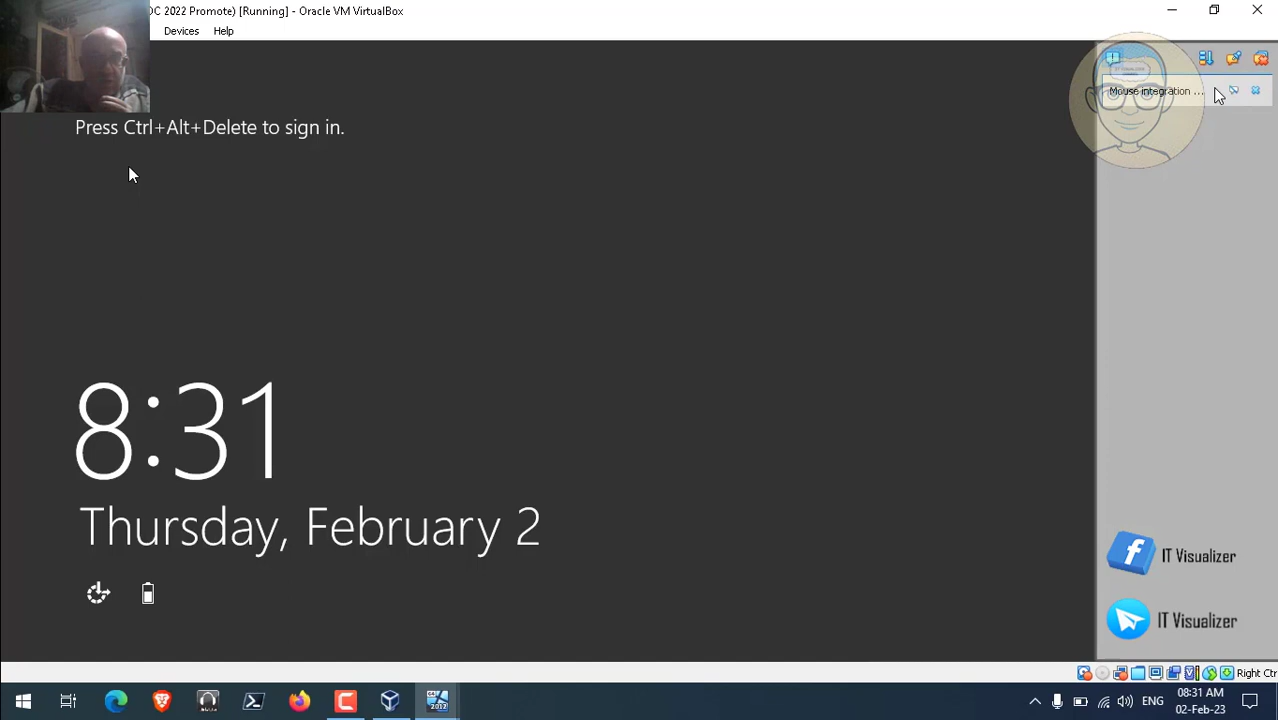 OC 2022 Promote) [Running] - Oracle VM VirtualBox
Devices Help
Mouse integration ...
Press Ctrl+Alt+Delete to sign in.
8:31
Thursday, February 2
IT Visualizer
IT Visualizer
Right Ctr
ENG
08:31 AM
02-Feb-23